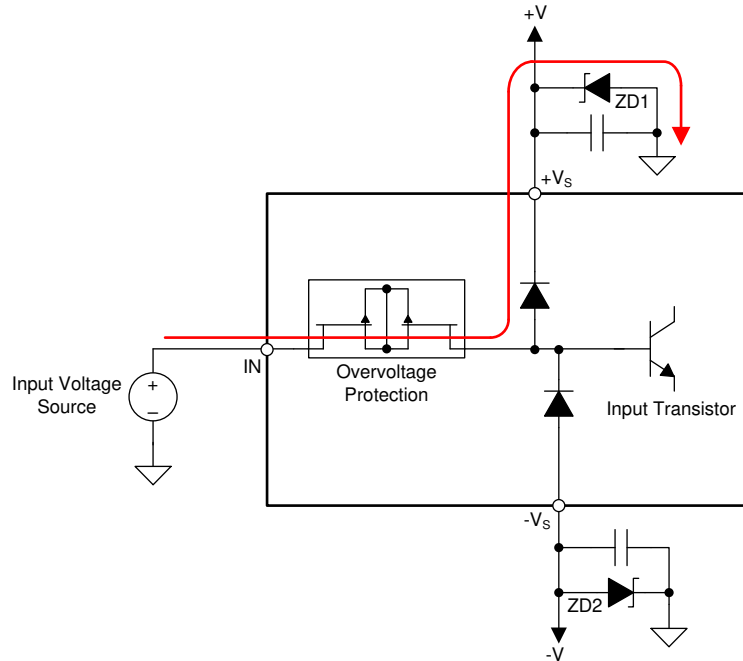 +V
ZD1
+VS
IN
Overvoltage
Protection
Input Voltage
Source
+
−
Input Transistor
-VS
ZD2
-V